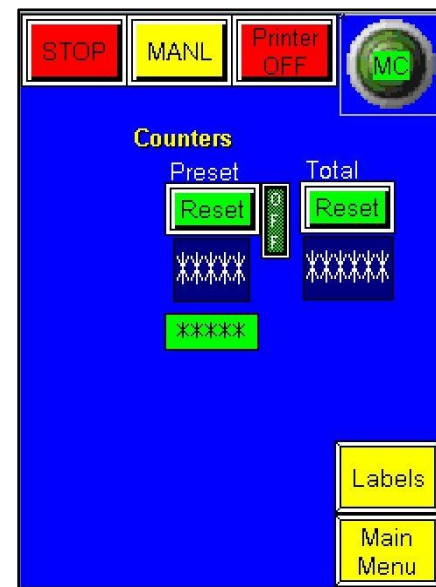 STOP
MANL
Printer
OFF
MC
Counters
Preset
Total
Reset
OFF
Reset
*****
******
*****
Labels
Main
Menu